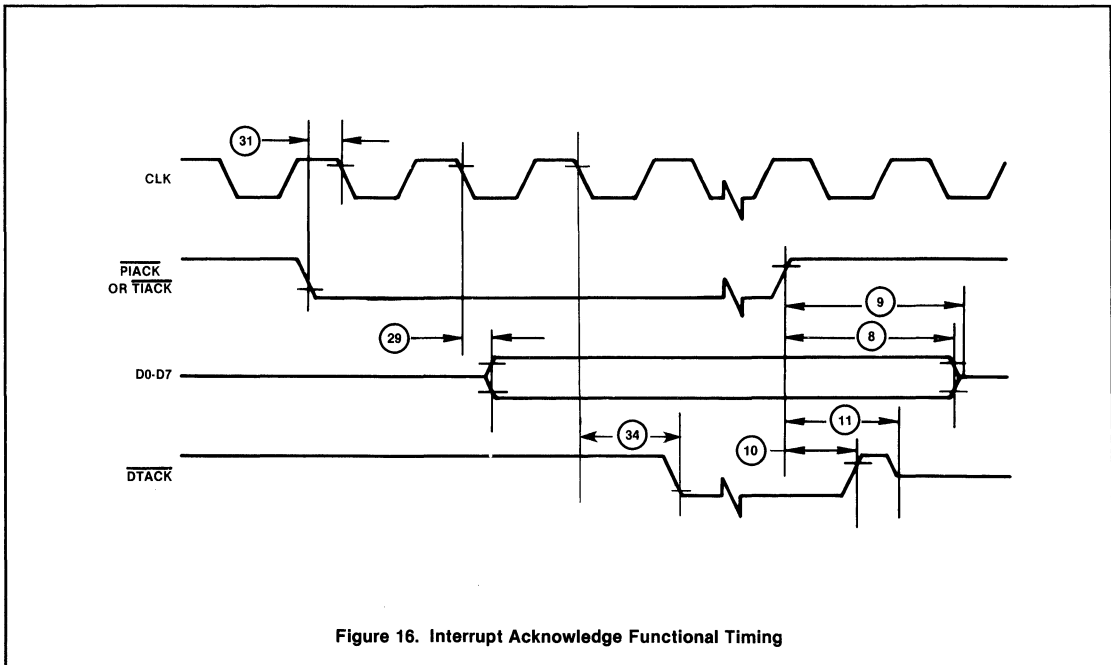 31
CLK
PIACK
OR TIACK
9
29
8
D0-D7
11
34
10
DTACK
Figure 16. Interrupt Acknowledge Functional Timing